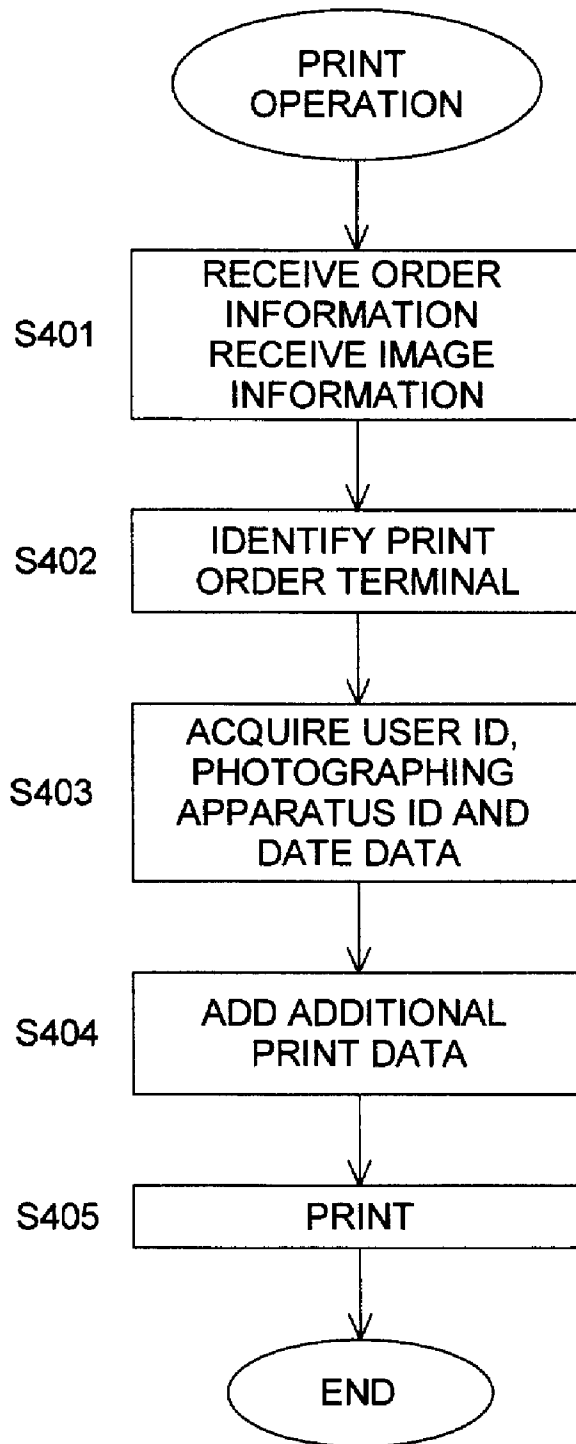 PRINT
OPERATION
S401
RECEIVE ORDER
INFORMATION
RECEIVE IMAGE
INFORMATION
S402
IDENTIFY PRINT
ORDER TERMINAL
S403
ACQUIRE USER ID,
PHOTOGRAPHING
APPARATUS ID AND
DATE DATA
S404
ADD ADDITIONAL
PRINT DATA
S405
PRINT
END